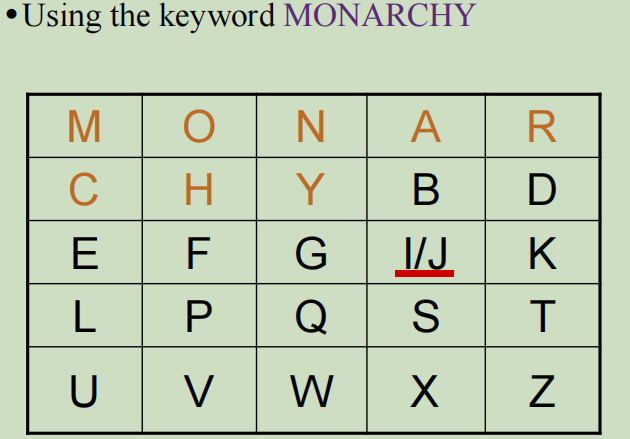 •Using the keyword MONARCHY
M O N A R
C H Y B D
E F G I/J K
L P Q S T
U V W X Z